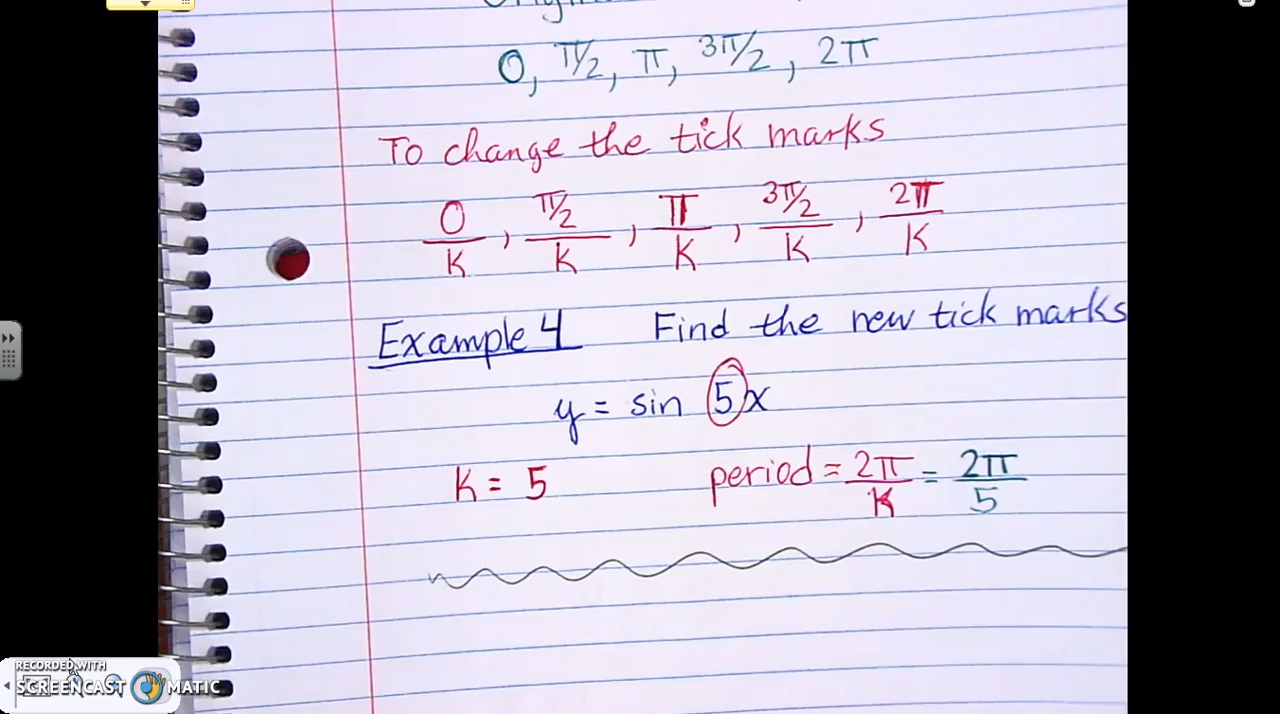 0, π/2, π, 3π/2, 2π
To change the tick marks
0/K, π/2/K, π/K, 3π/2/K, 2π/K
Example 4 Find the new tick marks
y = sin 5x
K = 5 period = 2π/K = 2π/5
RECORDED WITH
SCREENCAST MATIC